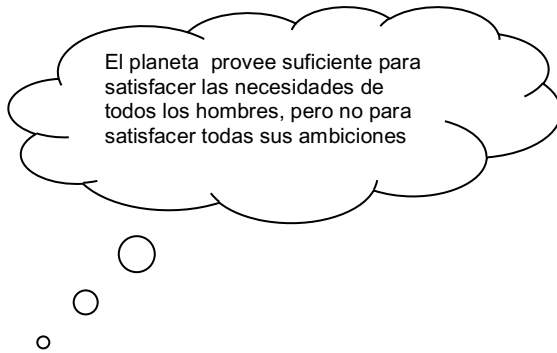 El planeta  provee suficiente para
satisfacer las necesidades de
todos los hombres, pero no para
satisfacer todas sus ambiciones